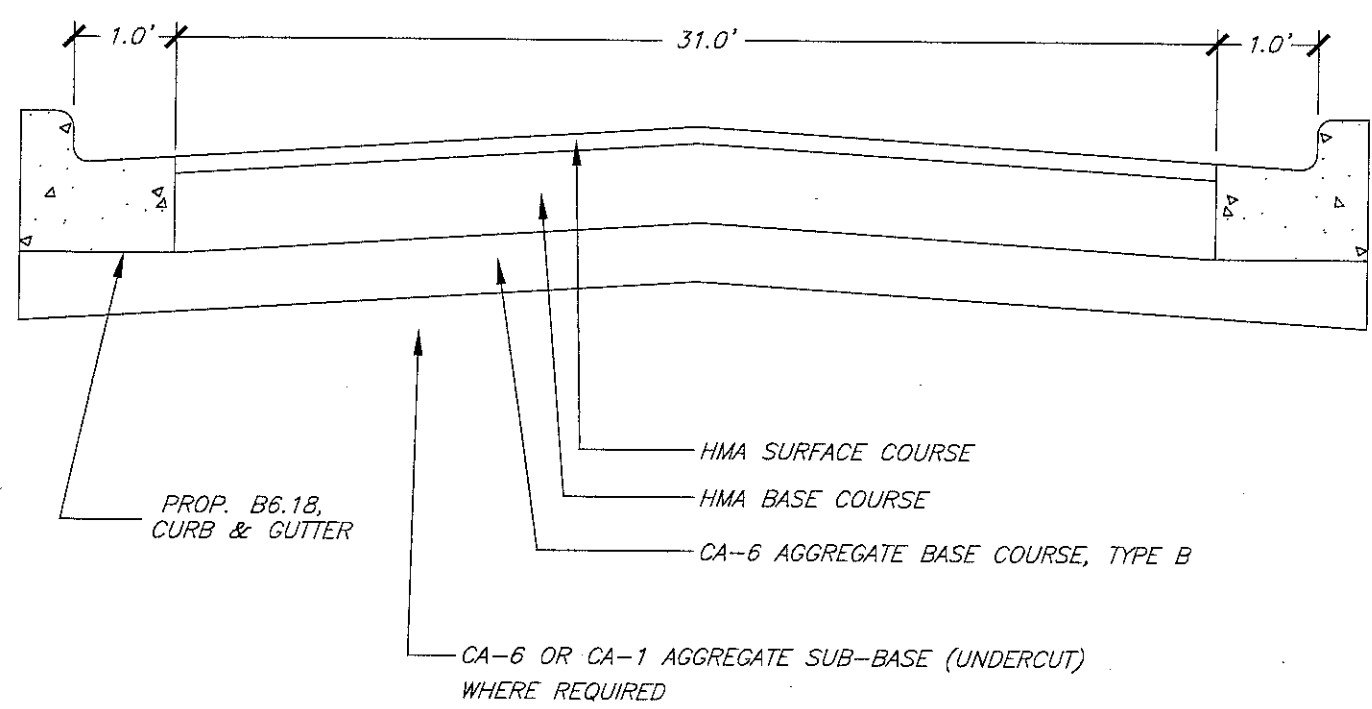 1.0' 31.0' 1.0'
HMA SURFACE COURSE
HMA BASE COURSE
PROP. B6.18,
CURB & GUTTER
CA-6 AGGREGATE BASE COURSE, TYPE B
CA-6 OR CA-1 AGGREGATE SUB-BASE (UNDERCUT)
WHERE REQUIRED